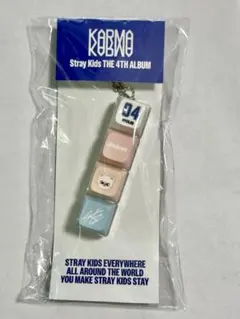 KARMA
KARMA
Stray Kids THE 4TH ALBUM
04
STRAY KIDS EVERYWHERE
ALL AROUND THE WORLD
YOU MAKE STRAY KIDS STAY